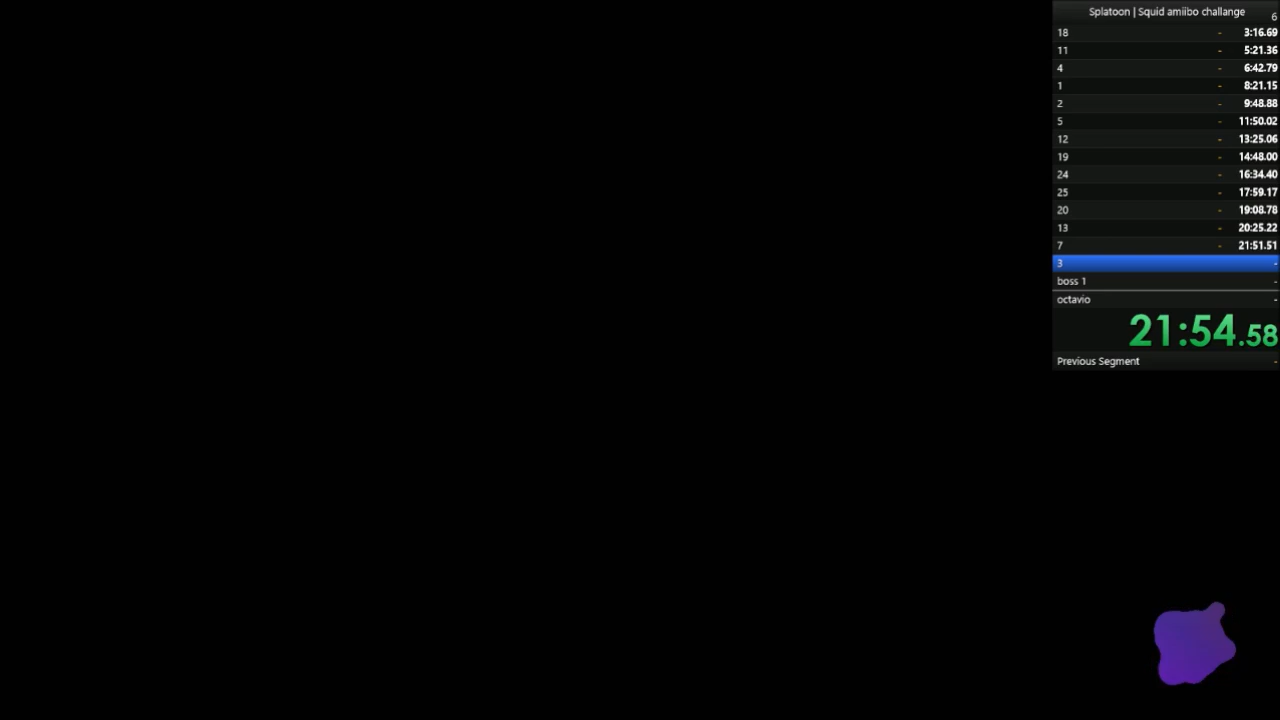 Splatoon | Squid amiibo challange 6
18 - 3:16.69
11 - 5:21.36
4 - 6:42.79
1 - 8:21.15
2 - 9:48.88
5 - 11:50.02
12 - 13:25.06
19 - 14:48.00
24 - 16:34.40
25 - 17:59.17
20 - 19:08.78
13 - 20:25.22
7 - 21:51.51
3 -
boss 1 -
octavio -
21:54.58
Previous Segment -